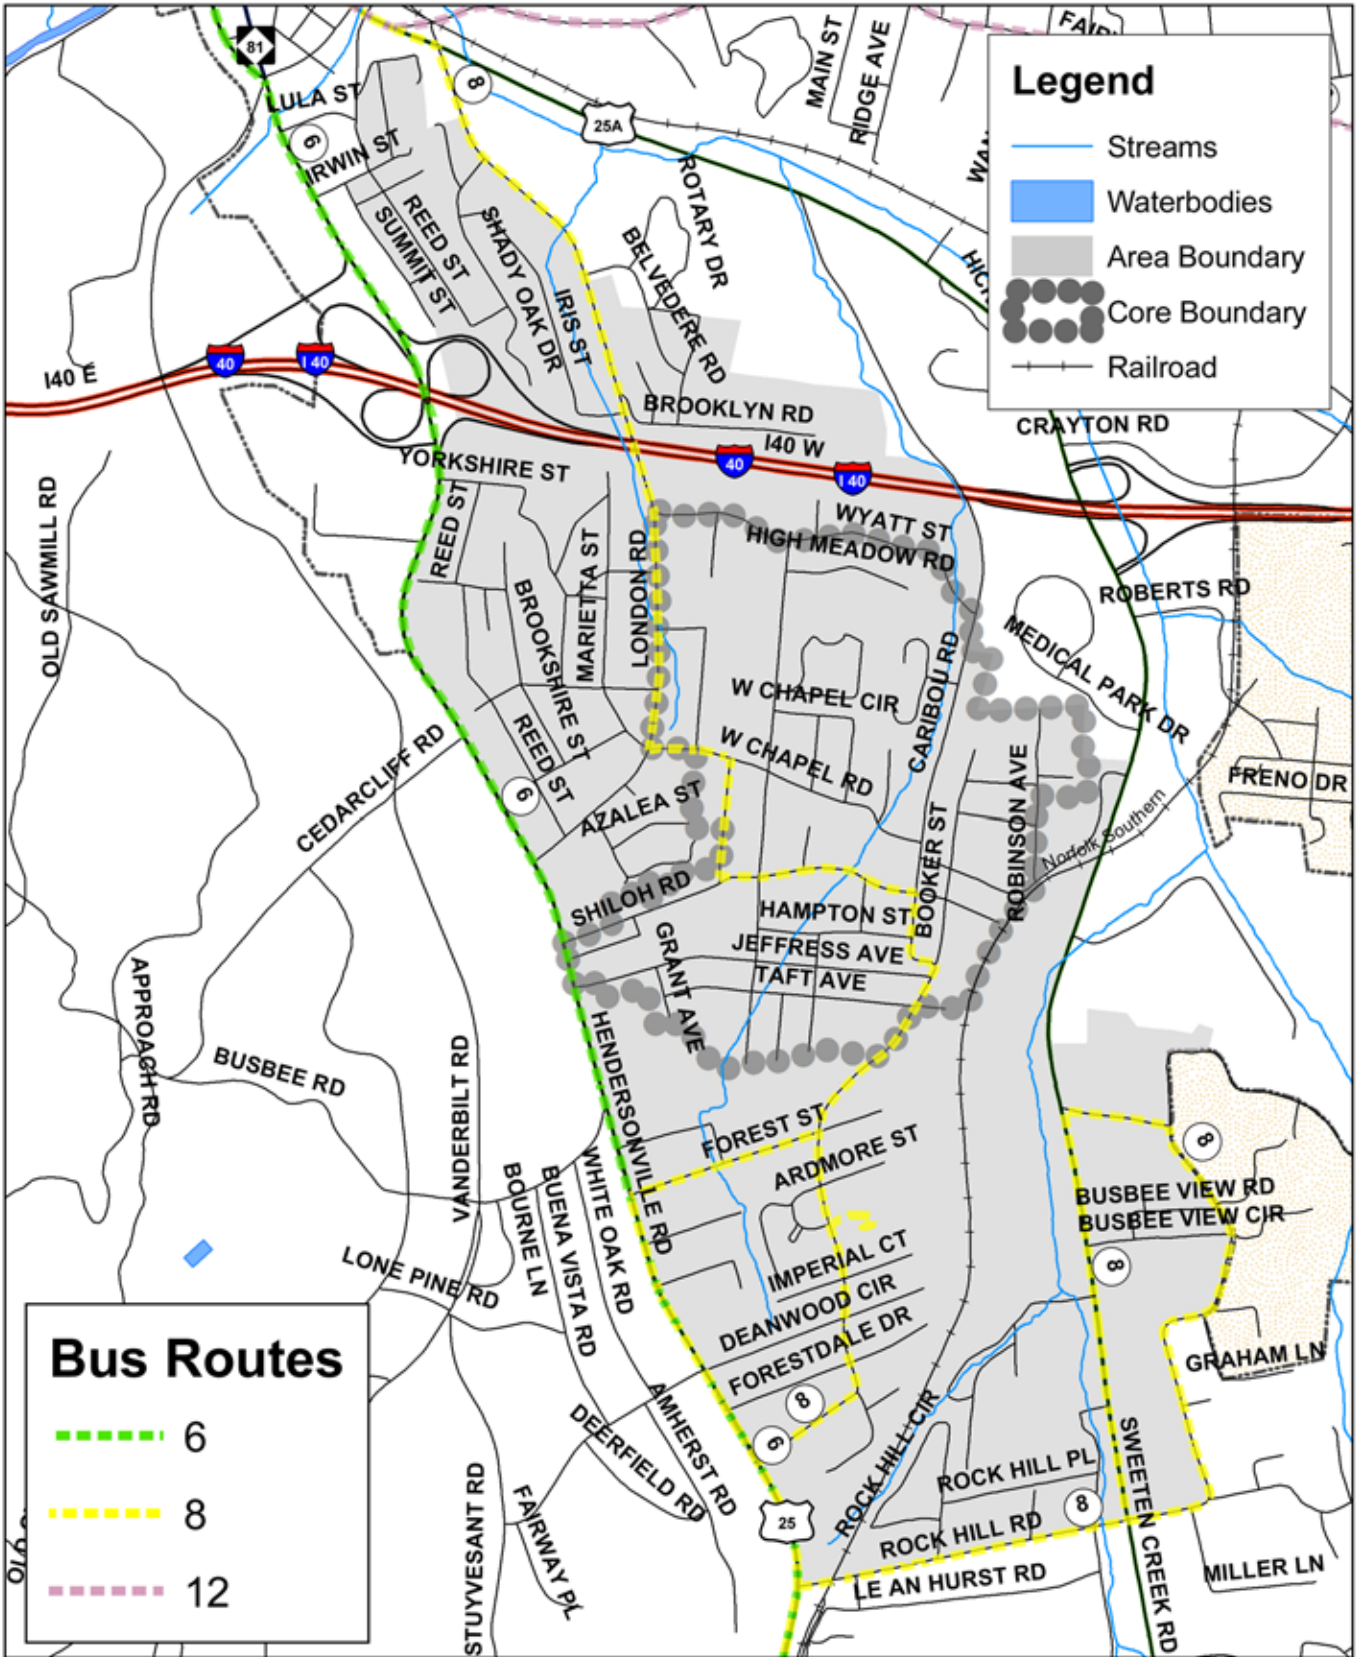 81
LULA ST
6
IRWIN ST
8
25A
MAIN ST
RIDGE AVE
Legend
Streams
Waterbodies
Area Boundary
Core Boundary
Railroad
REED ST
SUMMIT ST
SHADY OAK DR
IRIS ST
ROTARY DR
BELVEDERE RD
I40 E
40
I 40
BROOKLYN RD
I40 W
40
I 40
CRAYTON RD
YORKSHIRE ST
OLD SAWMILL RD
REED ST
WYATT ST
HIGH MEADOW RD
MARIETTA ST
LONDON RD
BROOKSHIRE ST
ROBERTS RD
MEDICAL PARK DR
CARIBOU RD
W CHAPEL CIR
W CHAPEL RD
REED ST
CEDARCLIFF RD
6
AZALEA ST
FRENO DR
ROBINSON AVE
Norfolk Southern
BOOKER ST
SHILOH RD
HAMPTON ST
JEFFRESS AVE
TAFT AVE
GRANT AVE
APPROACH RD
BUSBEE RD
VANDERBILT RD
HENDERSONVILLE RD
FOREST ST
ARDMORE ST
8
BUSBEE VIEW RD
BUSBEE VIEW CIR
8
BOURNE LN
BUENA VISTA RD
WHITE OAK RD
LONE PINE RD
IMPERIAL CT
DEANWOOD CIR
FORESTDALE DR
GRAHAM LN
8
6
Bus Routes
6
8
12
AMHERST RD
DEERFIELD RD
FAIRWAY PL
STUYVESANT RD
25
ROCK HILL CIR
ROCK HILL PL
8
ROCK HILL RD
SWEETEN CREEK RD
LE AN HURST RD
MILLER LN